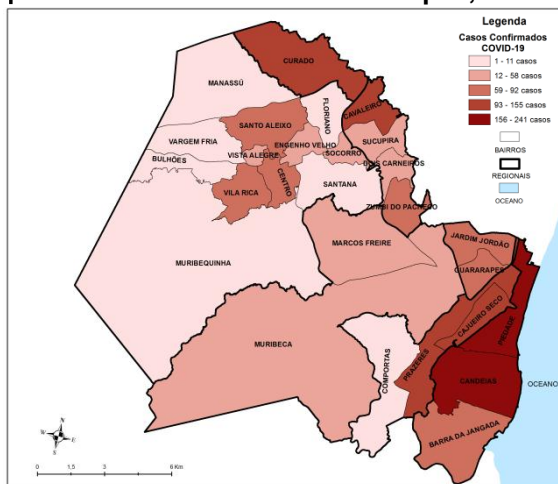 Legenda
Casos Confirmados
COVID-19
1 - 11 casos
12 - 58 casos
59 - 92 casos
93 - 155 casos
156 - 241 casos
BAIRROS
REGIONAIS
OCEANO
CURADO
MANASSÚ
FLORIANO
CAVALEIRO
SANTO ALEIXO
VARGEM FRIA
ENGENHO VELHO
SUCUPIRA
SOCORRO
BULHÕES
VISTA ALEGRE
DOIS CARNEIROS
CENTRO
VILA RICA
SANTANA
ZUMBI DO PACHECO
MURIBEQUINHA
MARCOS FREIRE
JARDIM JORDÃO
GUARARAPES
CAJUEIRO SECO
PIEDADE
MURIBECA
COMPORTAS
PRAZERES
CANDEIAS
OCEANO
BARRA DA JANGADA
N
W
E
S
0 1,5 3 6 Km